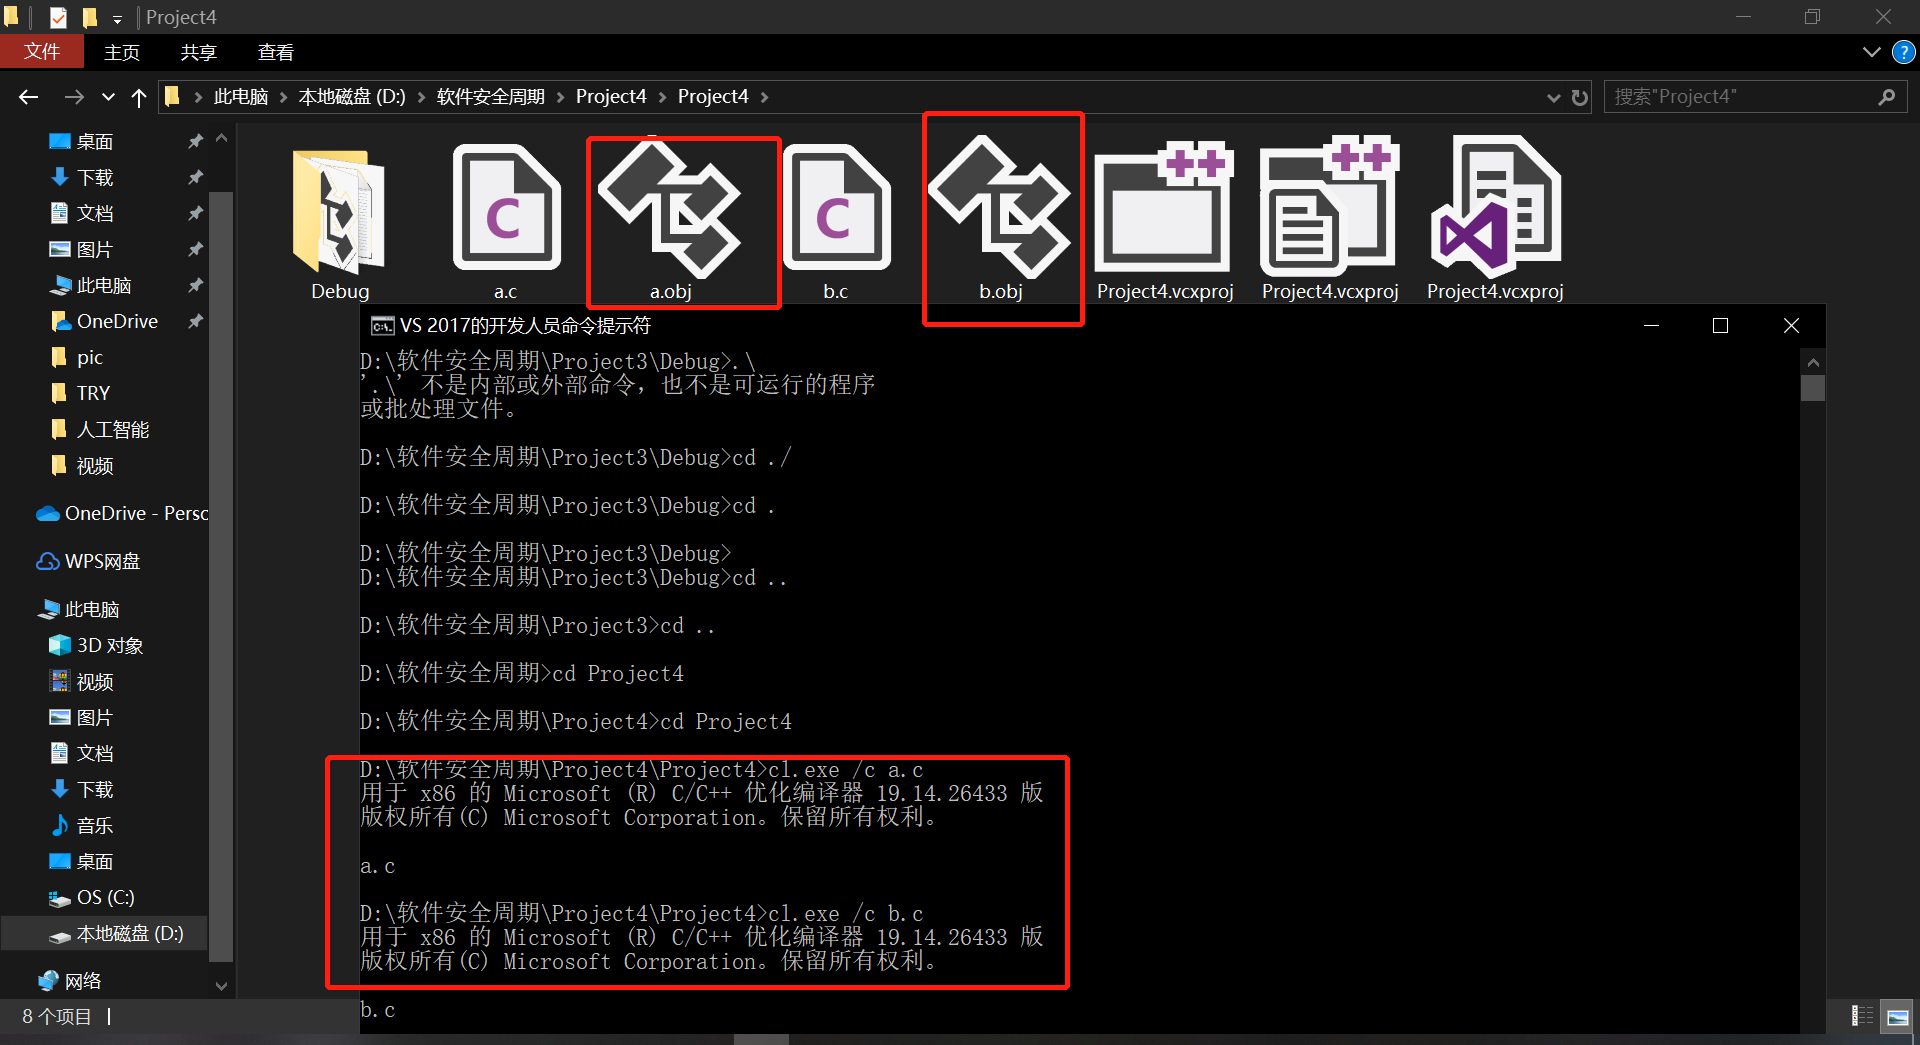 Project4
文件 主页 共享 查看
此电脑 本地磁盘 (D:) 软件安全周期 Project4 Project4
搜索"Project4"
桌面
下载
文档
图片
此电脑
OneDrive
pic
TRY
人工智能
视频
OneDrive - Persc
WPS网盘
此电脑
3D 对象
视频
图片
文档
下载
音乐
桌面
OS (C:)
本地磁盘 (D:)
网络
8 个项目
Debug a.c a.obj b.c b.obj Project4.vcxproj Project4.vcxproj Project4.vcxproj
VS 2017的开发人员命令提示符
D:\软件安全周期\Project3\Debug>.\
'.\' 不是内部或外部命令，也不是可运行的程序
或批处理文件。
D:\软件安全周期\Project3\Debug>cd ./
D:\软件安全周期\Project3\Debug>cd .
D:\软件安全周期\Project3\Debug>
D:\软件安全周期\Project3\Debug>cd ..
D:\软件安全周期\Project3>cd ..
D:\软件安全周期>cd Project4
D:\软件安全周期\Project4>cd Project4
D:\软件安全周期\Project4\Project4>cl.exe /c a.c
用于 x86 的 Microsoft (R) C/C++ 优化编译器 19.14.26433 版
版权所有(C) Microsoft Corporation。保留所有权利。
a.c
D:\软件安全周期\Project4\Project4>cl.exe /c b.c
用于 x86 的 Microsoft (R) C/C++ 优化编译器 19.14.26433 版
版权所有(C) Microsoft Corporation。保留所有权利。
b.c